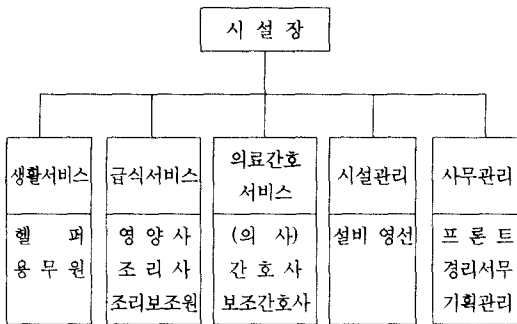 시 설 장
생활서비스
헬 퍼
용 무 원
급식서비스
영 양 사
조 리 사
조리보조원
의료간호
서비스
(의 사)
간 호 사
보조간호사
시설관리
설비 영선
사무관리
프 론 트
경리서무
기획관리